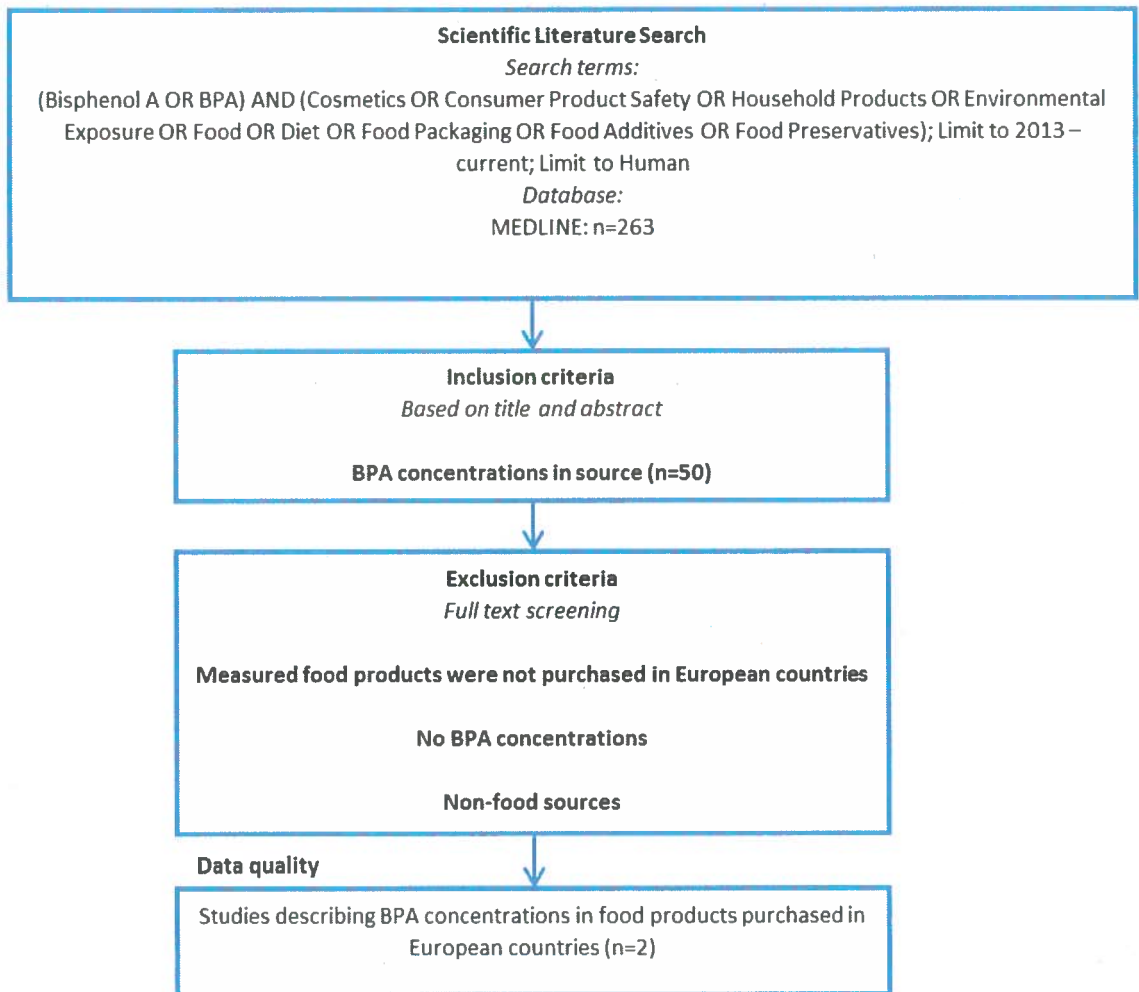 Scientific Literature Search
Search terms:
(Bisphenol A OR BPA) AND (Cosmetics OR Consumer Product Safety OR Household Products OR Environmental
Exposure OR Food OR Diet OR Food Packaging OR Food Additives OR Food Preservatives); Limit to 2013 –
current; Limit to Human
Database:
MEDLINE: n=263
Inclusion criteria
Based on title and abstract
BPA concentrations in source (n=50)
Exclusion criteria
Full text screening
Measured food products were not purchased in European countries
No BPA concentrations
Non-food sources
Data quality
Studies describing BPA concentrations in food products purchased in
European countries (n=2)